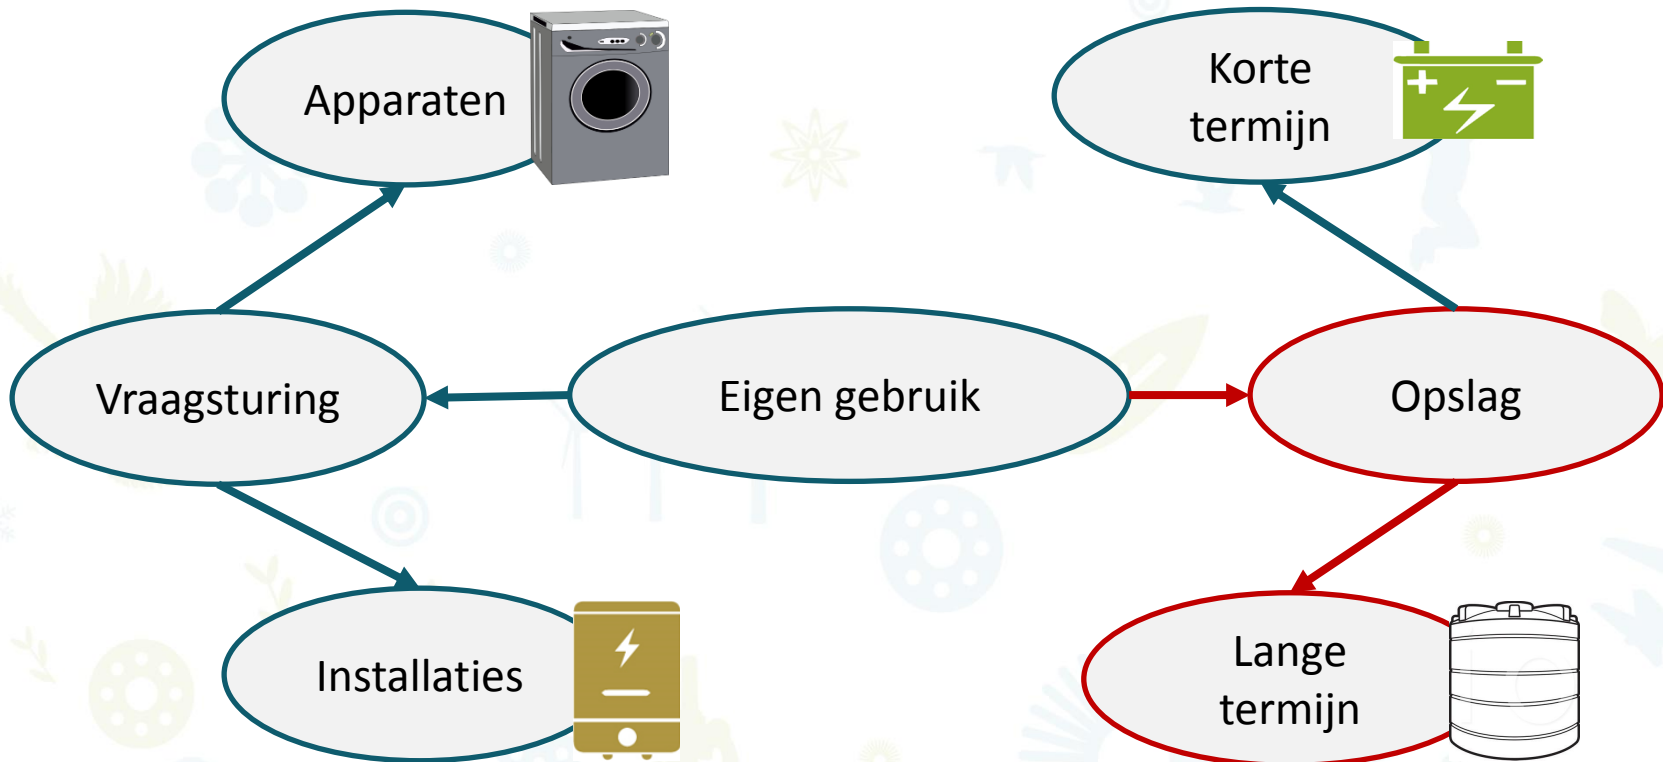 Apparaten
Korte
termijn
Vraagsturing
Eigen gebruik
Opslag
Installaties
Lange
termijn